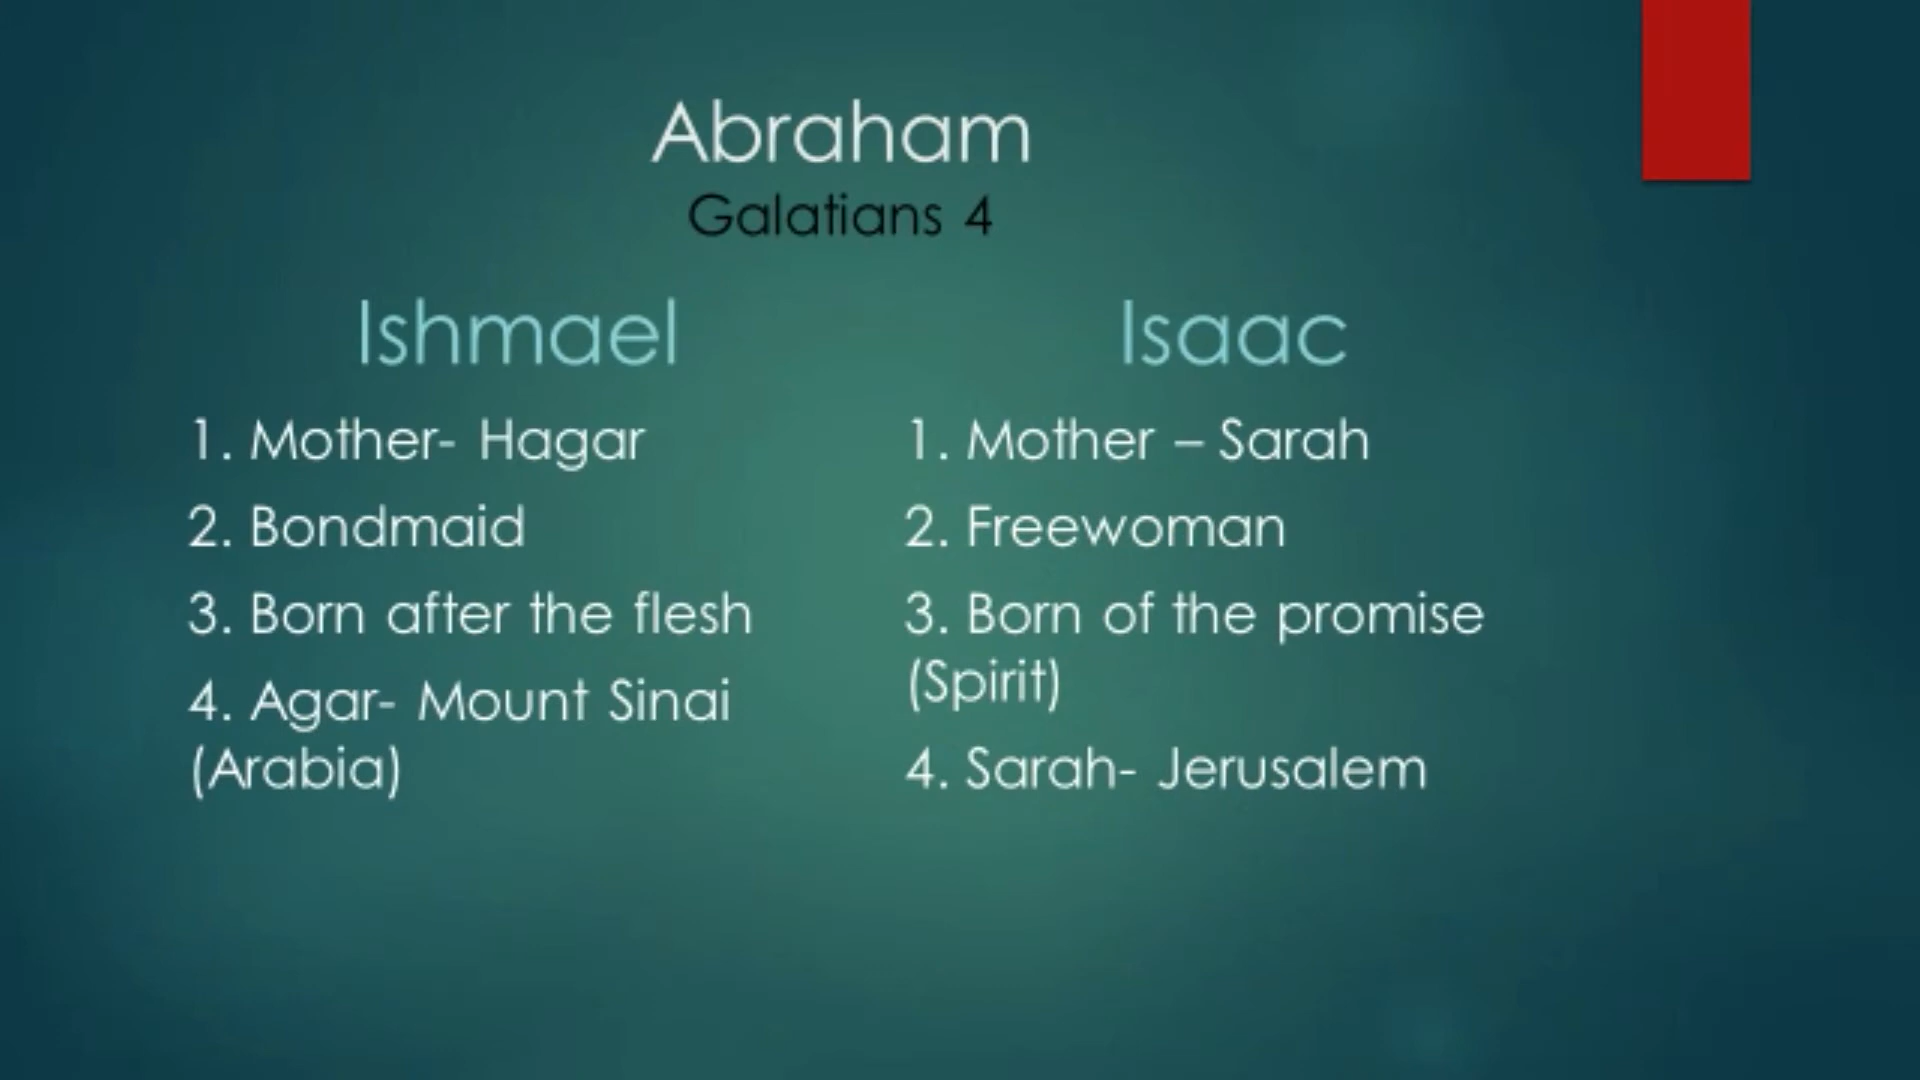 Abraham
Galatians 4
Ishmael
1. Mother- Hagar
2. Bondmaid
3. Born after the flesh
4. Agar- Mount Sinai
(Arabia)
Isaac
1. Mother – Sarah
2. Freewoman
3. Born of the promise
(Spirit)
4. Sarah- Jerusalem